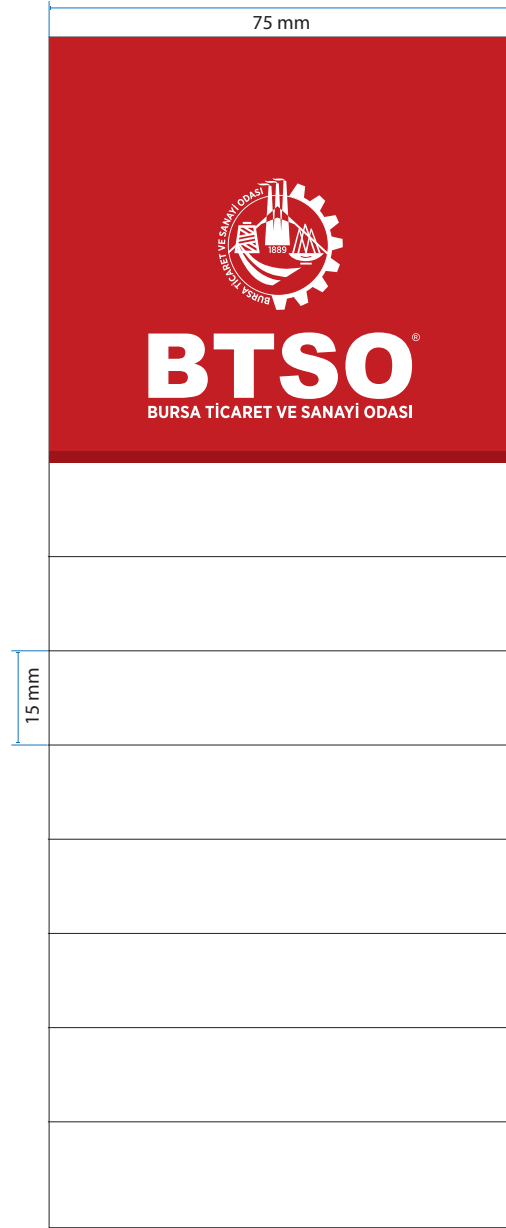 75 mm
BURSA TİCARET VE SANAYİ ODASI
1889
BTSO®
BURSA TİCARET VE SANAYİ ODASI
15 mm